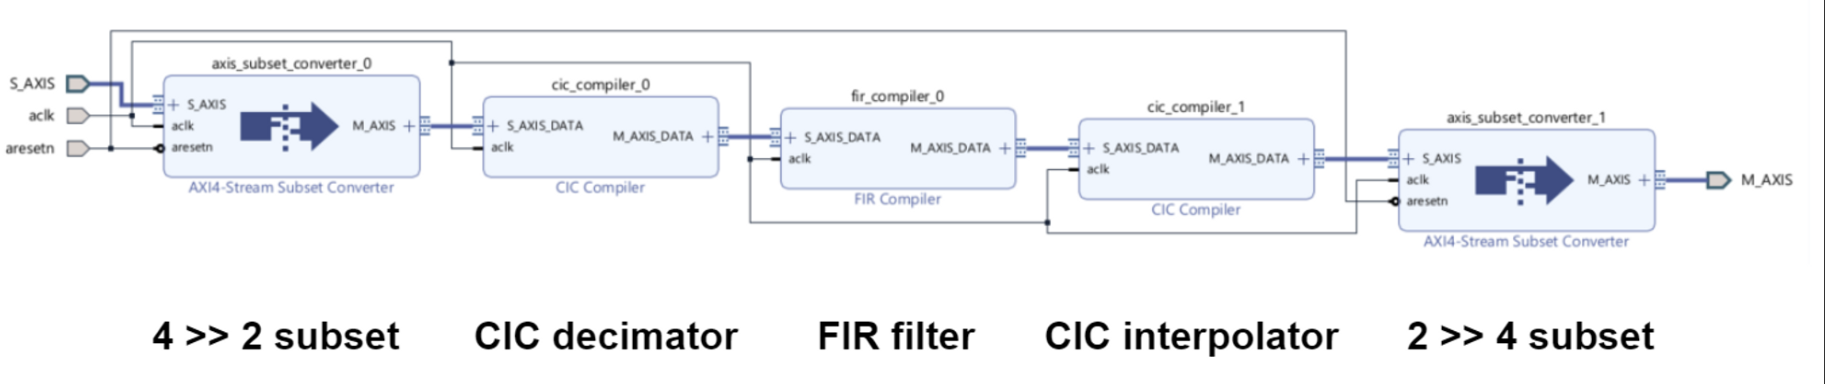 S_AXIS
aclk
aresetn
axis_subset_converter_0
+ S_AXIS
aclk
aresetn
M_AXIS +
AXI4-Stream Subset Converter
cic_compiler_0
+ S_AXIS_DATA
aclk
M_AXIS_DATA +
CIC Compiler
fir_compiler_0
+ S_AXIS_DATA
aclk
M_AXIS_DATA +
FIR Compiler
cic_compiler_1
+ S_AXIS_DATA
aclk
M_AXIS_DATA +
CIC Compiler
axis_subset_converter_1
+ S_AXIS
aclk
aresetn
M_AXIS +
AXI4-Stream Subset Converter
M_AXIS
4 >> 2 subset
CIC decimator
FIR filter
CIC interpolator
2 >> 4 subset